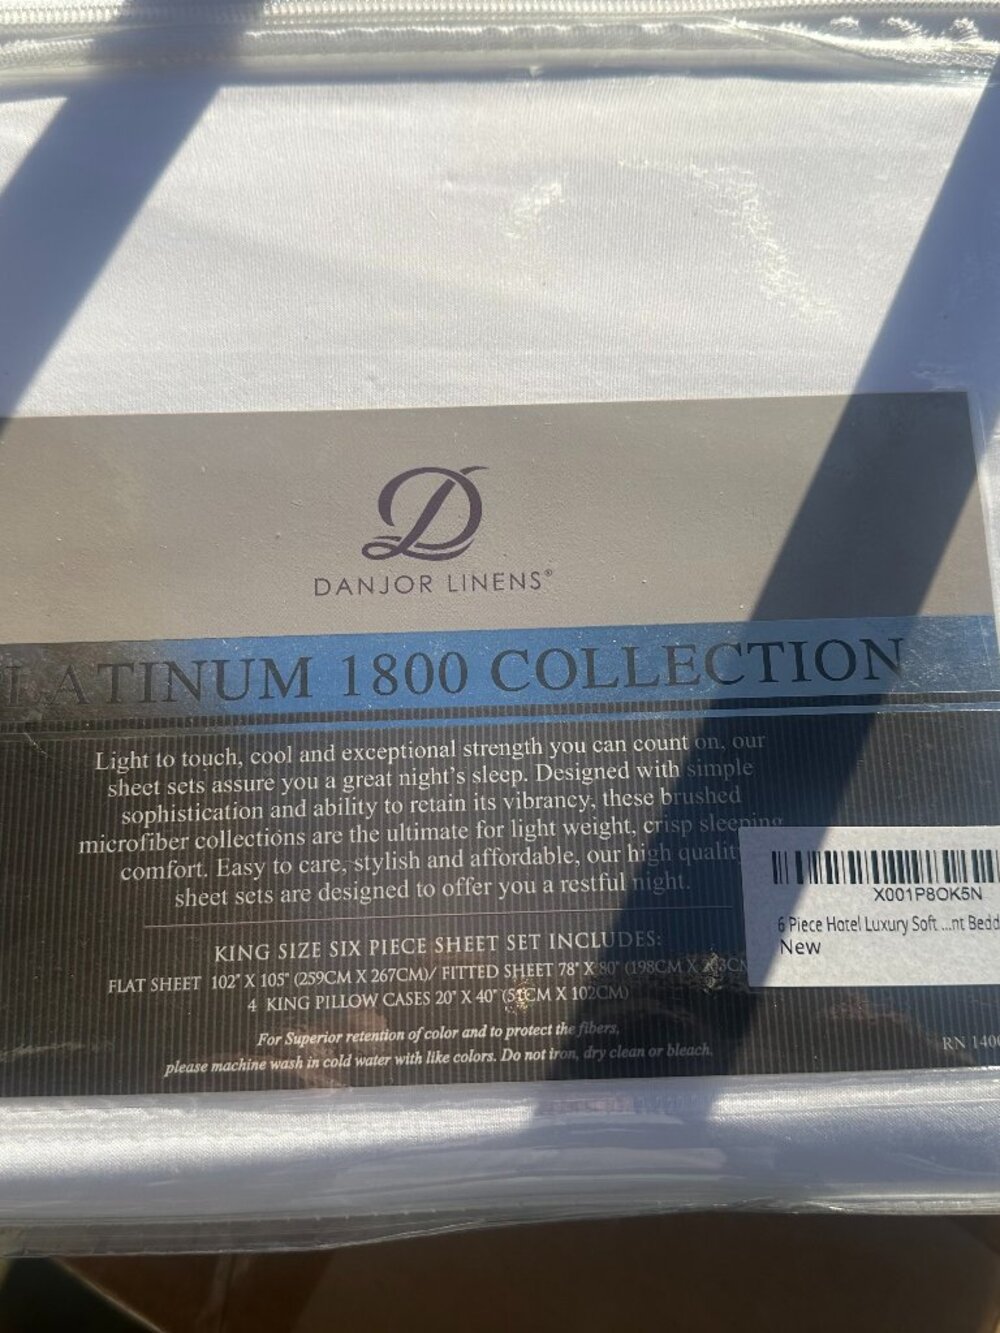 D
DANJOR LINENS®
PLATINUM 1800 COLLECTION
Light to touch, cool and exceptional strength you can count on, our
sheet sets assure you a great night's sleep. Designed with simple
sophistication and ability to retain its vibrancy, these brushed
microfiber collections are the ultimate for light weight, crisp sleeping
comfort. Easy to care, stylish and affordable, our high quality
sheet sets are designed to offer you a restful night.
KING SIZE SIX PIECE SHEET SET INCLUDES:
FLAT SHEET 102" X 105" (259CM X 267CM)/ FITTED SHEET 78" X 80" (198CM X 203CM
4 KING PILLOW CASES 20" X 40" (51CM X 102CM)
For Superior retention of color and to protect the fibers,
please machine wash in cold water with like colors. Do not iron, dry clean or bleach.
X001P8OK5N
6 Piece Hotel Luxury Soft ...nt Bedd
New
RN 140